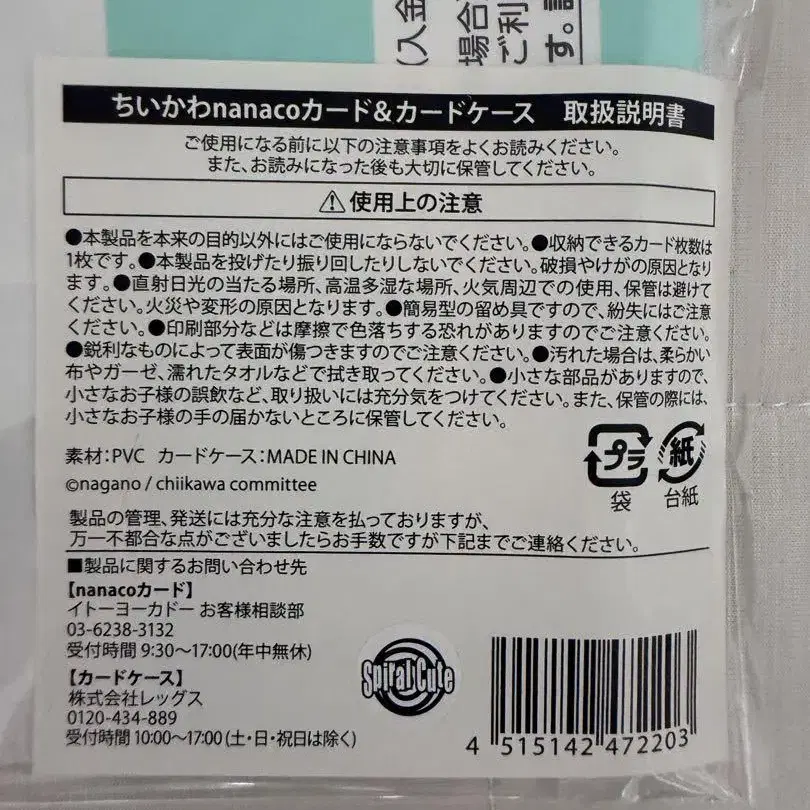 (入金
場合
ご利
す。
ちいかわnanacoカード&カードケース 取扱説明書
ご使用になる前に以下の注意事項をよくお読みください。
また、お読みになった後も大切に保管してください。
⚠使用上の注意
●本製品を本来の目的以外にはご使用にならないでください。●収納できるカード枚数は
1枚です。●本製品を投げたり振り回したりしないでください。破損やけがの原因となり
ます。●直射日光の当たる場所、高温多湿な場所、火気周辺での使用、保管は避けて
ください。火災や変形の原因となります。●簡易型の留め具ですので、紛失にはご注意
ください。●印刷部分などは摩擦で色落ちする恐れがありますのでご注意ください。
●鋭利なものによって表面が傷つきますのでご注意ください。●汚れた場合は、柔らかい
布やガーゼ、濡れたタオルなどで拭き取ってください。●小さな部品がありますので、
小さなお子様の誤飲など、取り扱いには充分気をつけてください。また、保管の際には、
小さなお子様の手の届かないところに保管してください。
素材:PVC カードケース:MADE IN CHINA
©nagano / chiikawa committee
プラ
袋
紙
台紙
製品の管理、発送には充分な注意を払っておりますが、
万一不都合な点がございましたらお手数ですが下記までご連絡ください。
■製品に関するお問い合わせ先
【nanacoカード】
イトーヨーカドー お客様相談部
03-6238-3132
受付時間 9:30〜17:00(年中無休)
【カードケース】
株式会社レッグス
0120-434-889
受付時間 10:00〜17:00 (土・日・祝日は除く)
Spiral Cute
4 515142 472203